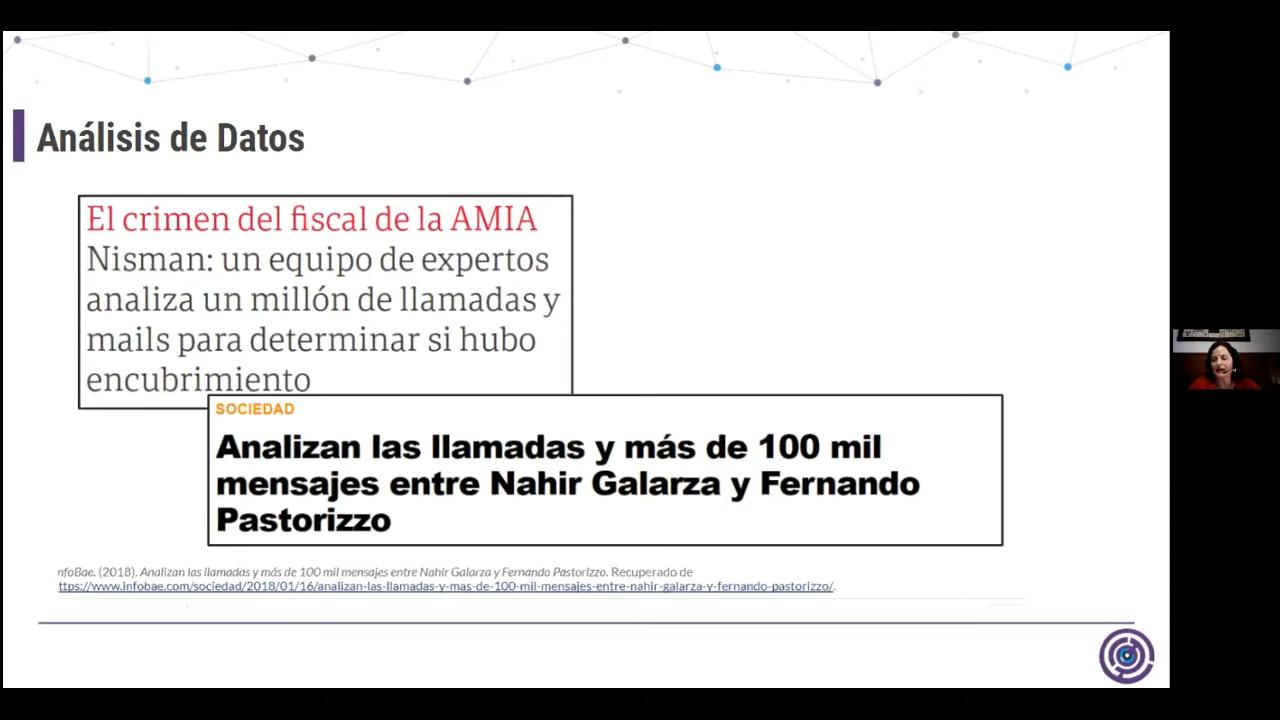 Análisis de Datos
El crimen del fiscal de la AMIA
Nisman: un equipo de expertos
analiza un millón de llamadas y
mails para determinar si hubo
encubrimiento
SOCIEDAD
Analizan las llamadas y más de 100 mil
mensajes entre Nahir Galarza y Fernando
Pastorizzo
nfoBae. (2018). Analizan las llamadas y más de 100 mil mensajes entre Nahir Galarza y Fernando Pastorizzo. Recuperado de
ttps://www.infobae.com/sociedad/2018/01/16/analizan-las-llamadas-y-mas-de-100-mil-mensajes-entre-nahir-galarza-y-fernando-pastorizzo/.